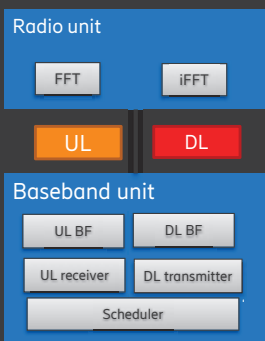 Radio unit
FFT iFFT
UL DL
Baseband unit
UL BF DL BF
UL receiver DL transmitter
Scheduler